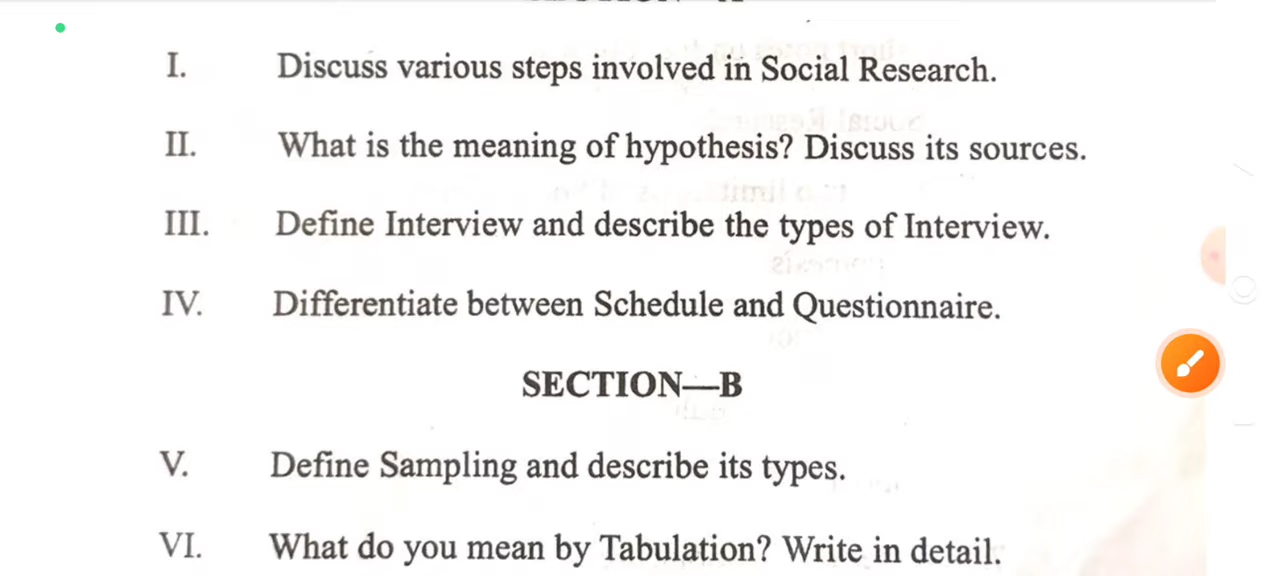 I. Discuss various steps involved in Social Research.
II. What is the meaning of hypothesis? Discuss its sources.
III. Define Interview and describe the types of Interview.
IV. Differentiate between Schedule and Questionnaire.
SECTION—B
V. Define Sampling and describe its types.
VI. What do you mean by Tabulation? Write in detail.